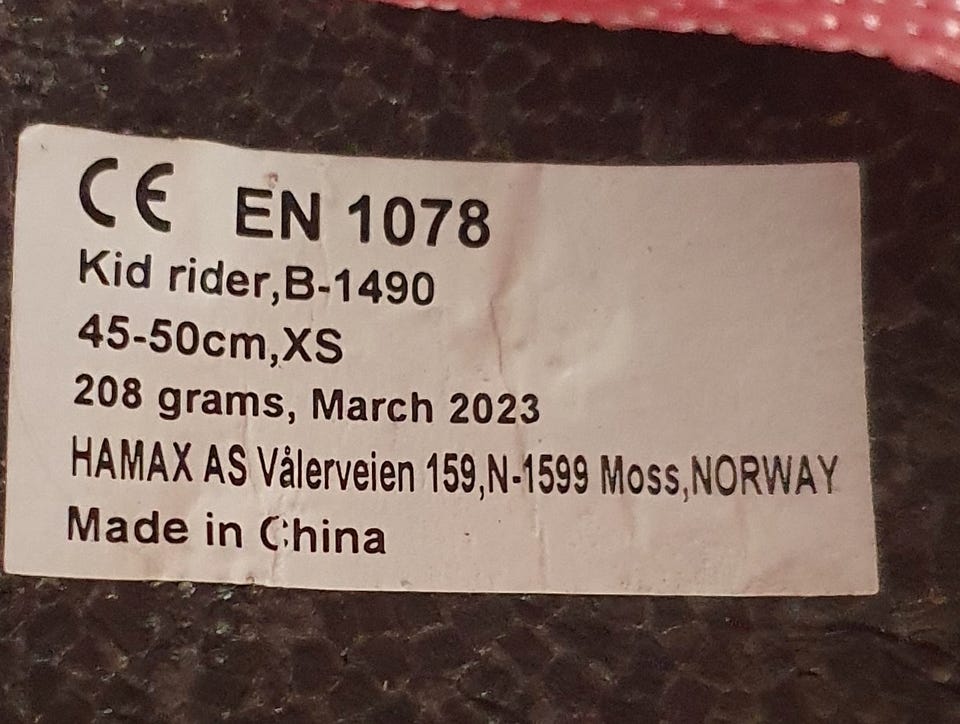 CE EN 1078
Kid rider,B-1490
45-50cm,XS
208 grams, March 2023
HAMAX AS Vålerveien 159,N-1599 Moss,NORWAY
Made in China